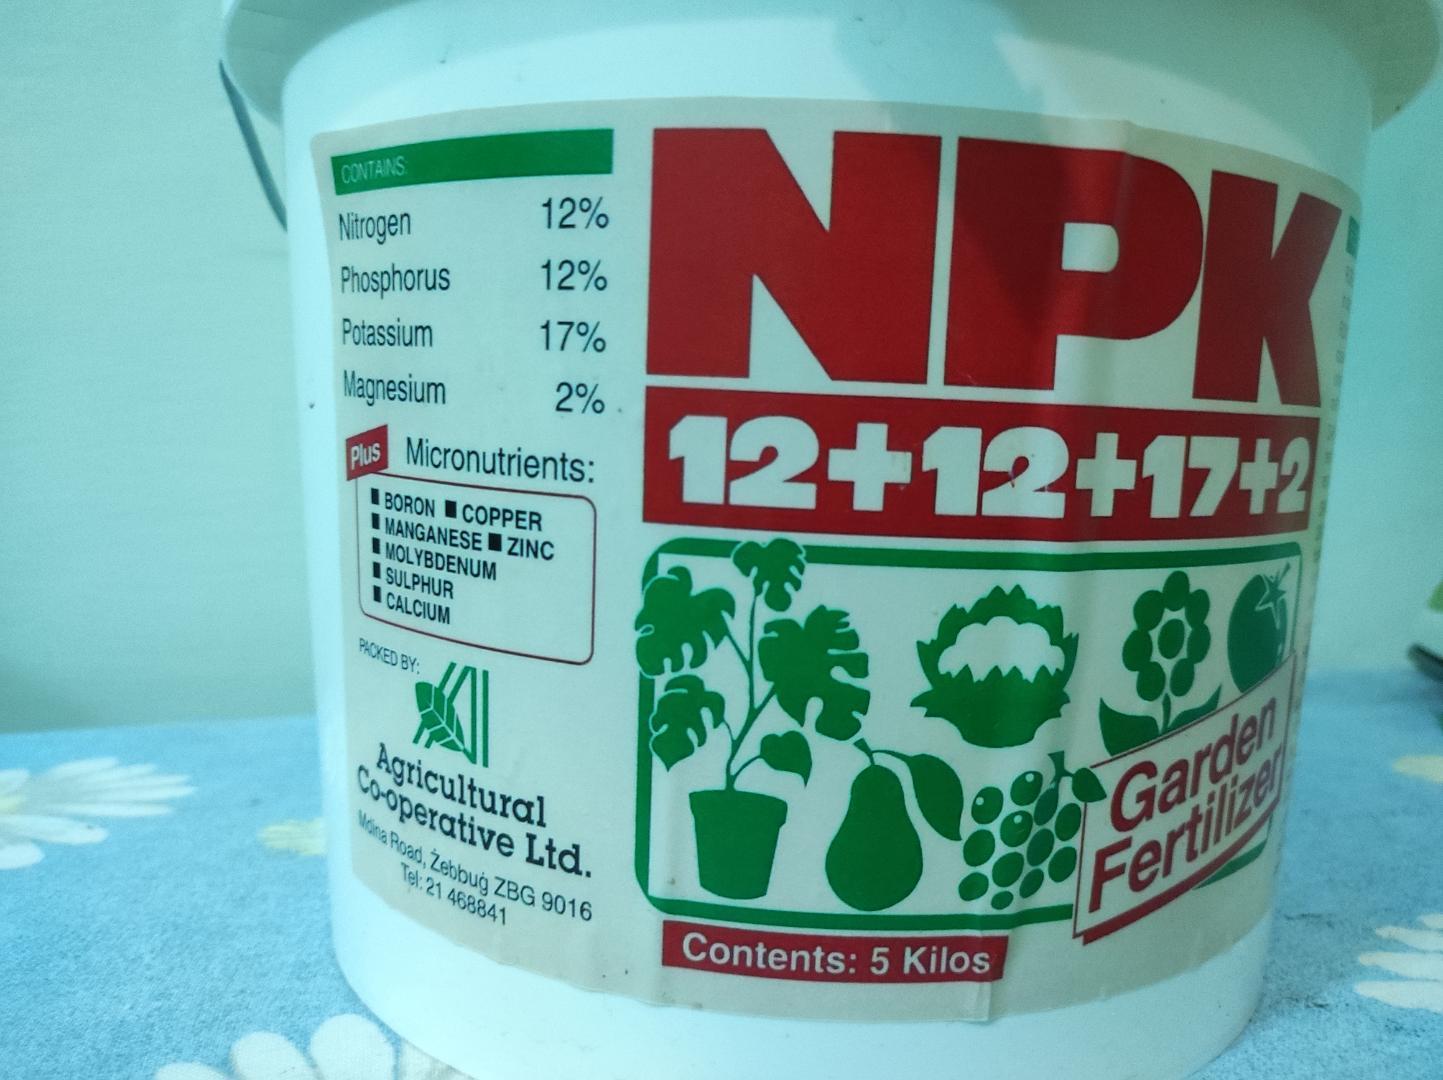 CONTAINS:
Nitrogen 12%
Phosphorus 12%
Potassium 17%
Magnesium 2%
Plus Micronutrients:
■ BORON ■ COPPER
■ MANGANESE ■ ZINC
■ MOLYBDENUM
■ SULPHUR
■ CALCIUM
PACKED BY:
Agricultural
Co-operative Ltd.
Mdina Road, Żebbuġ ZBG 9016
Tel: 21 468841
NPK
12+12+17+2
Garden
Fertilizer
Contents: 5 Kilos